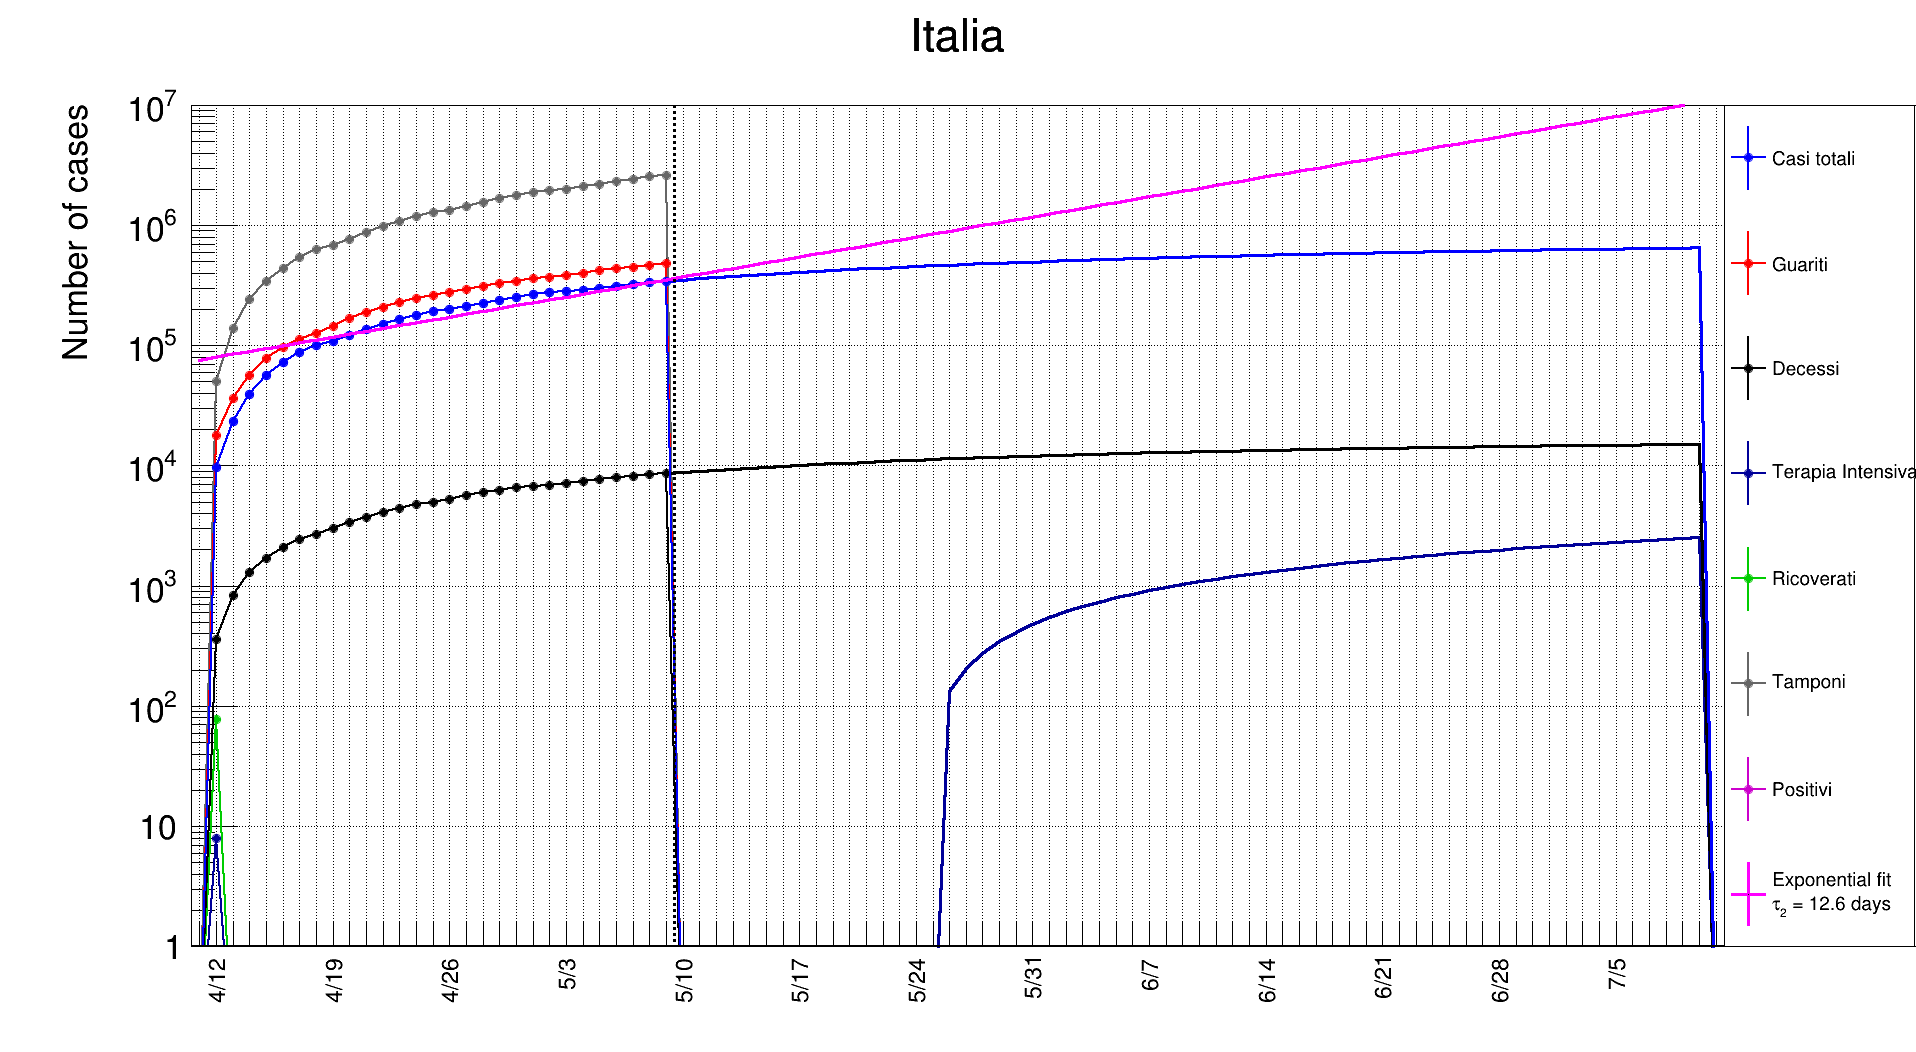 Italia
Number of cases
10^7
10^6
10^5
10^4
10^3
10^2
10
1
4/12
4/19
4/26
5/3
5/10
5/17
5/24
5/31
6/7
6/14
6/21
6/28
7/5
Casi totali
Guariti
Decessi
Terapia Intensiva
Ricoverati
Tamponi
Positivi
Exponential fit
τ₂ = 12.6 days